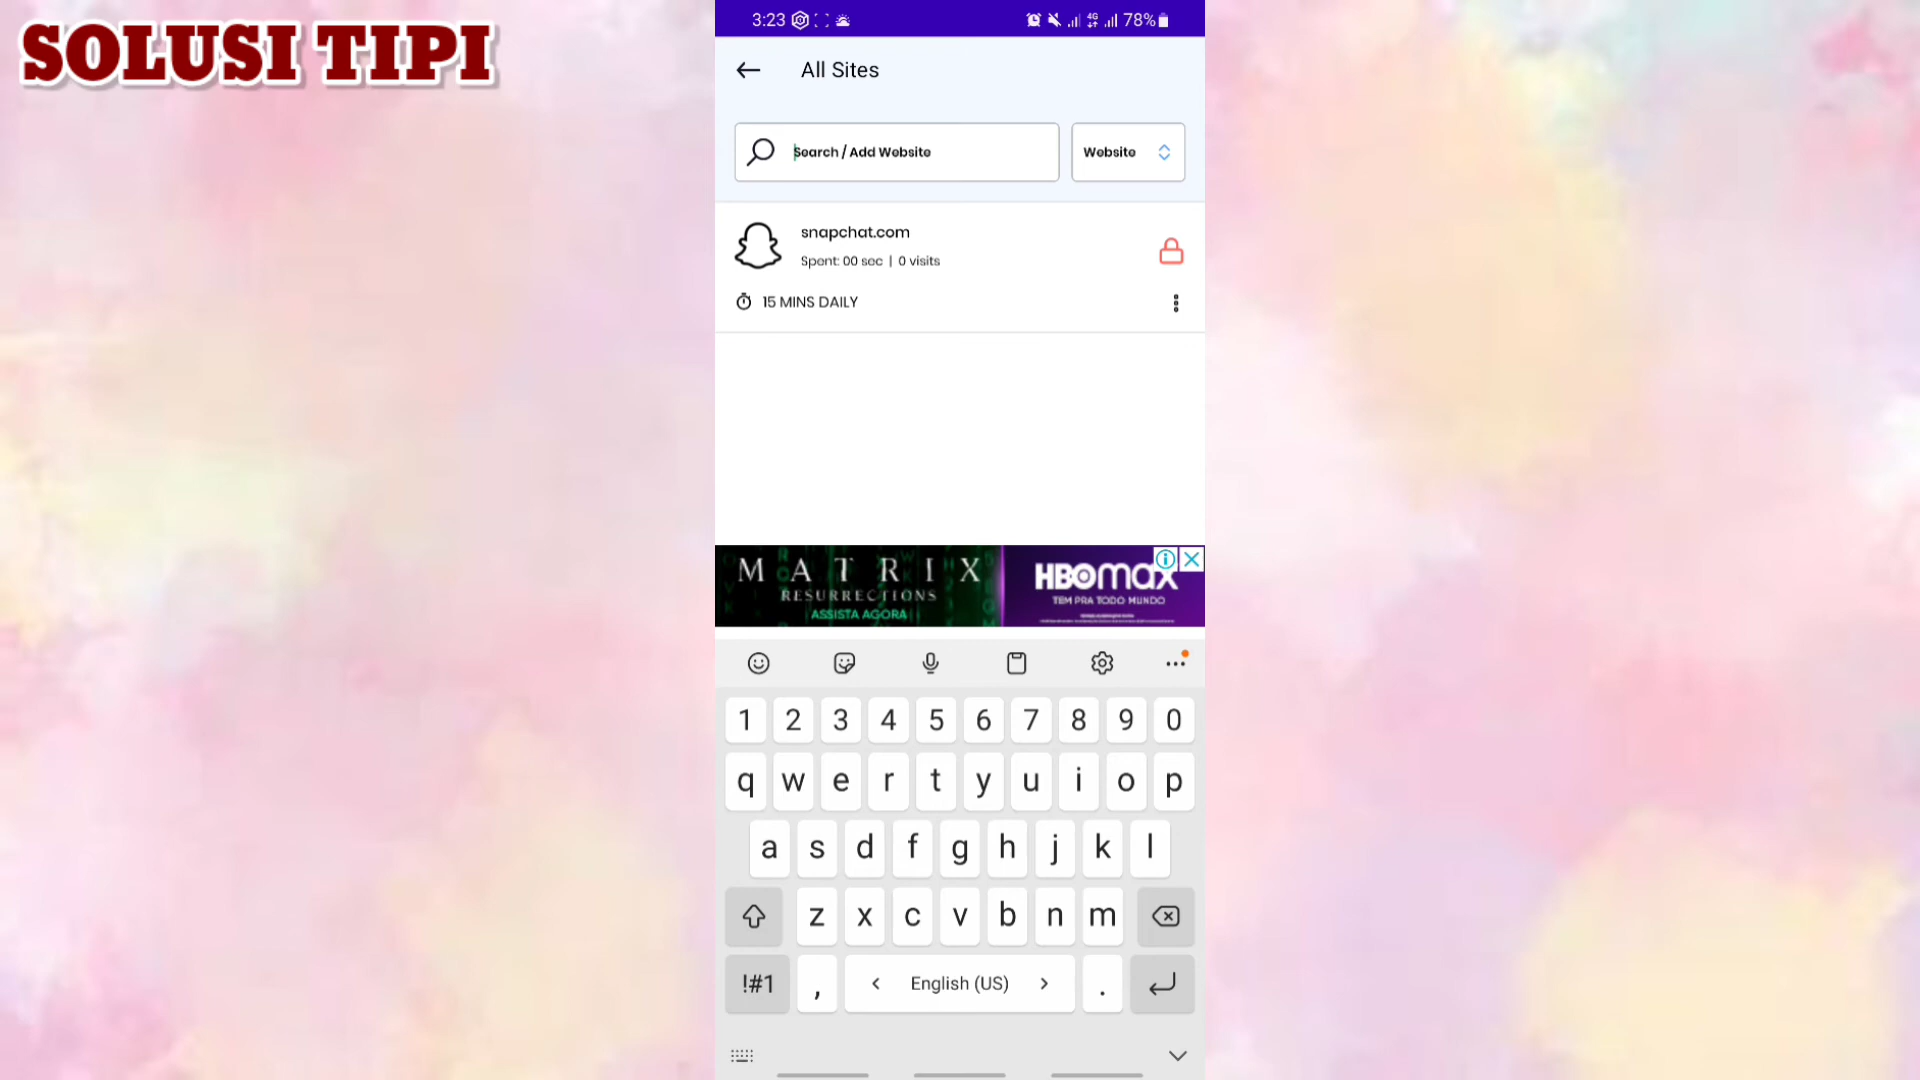 SOLUSI TIPI
3:23
4G
78%
All Sites
Search / Add Website
Website
snapchat.com
Spent: 00 sec | 0 visits
15 MINS DAILY
MATRIX
RESURRECTIONS
ASSISTA AGORA
HBOmax
TEM PRA TODO MUNDO
1 2 3 4 5 6 7 8 9 0
q w e r t y u i o p
a s d f g h j k l
z x c v b n m
!#1 , < English (US) > .